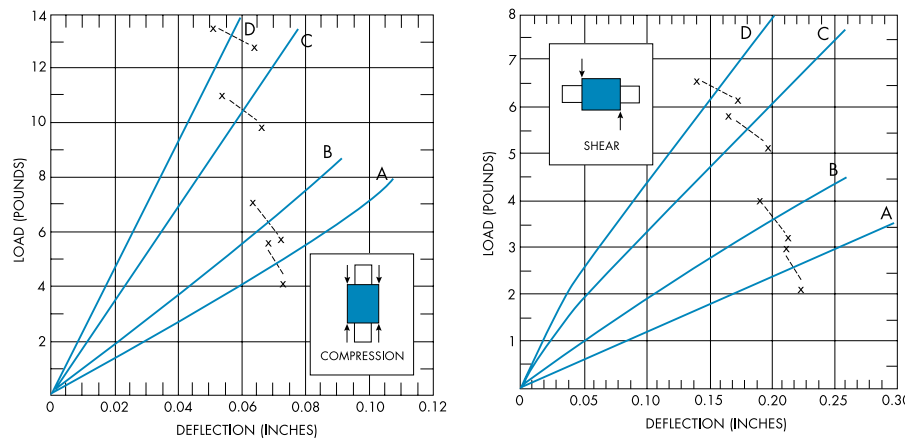 14
12
10
8
6
4
2
0
0.02
0.04
0.06
0.08
0.10
0.12
LOAD (POUNDS)
DEFLECTION (INCHES)
D
C
B
A
x
x
x
x
x
x
x
x
COMPRESSION
8
7
6
5
4
3
2
1
0
0
0.05
0.10
0.15
0.20
0.25
0.30
LOAD (POUNDS)
DEFLECTION (INCHES)
D
C
B
A
x
x
x
x
x
x
x
x
SHEAR